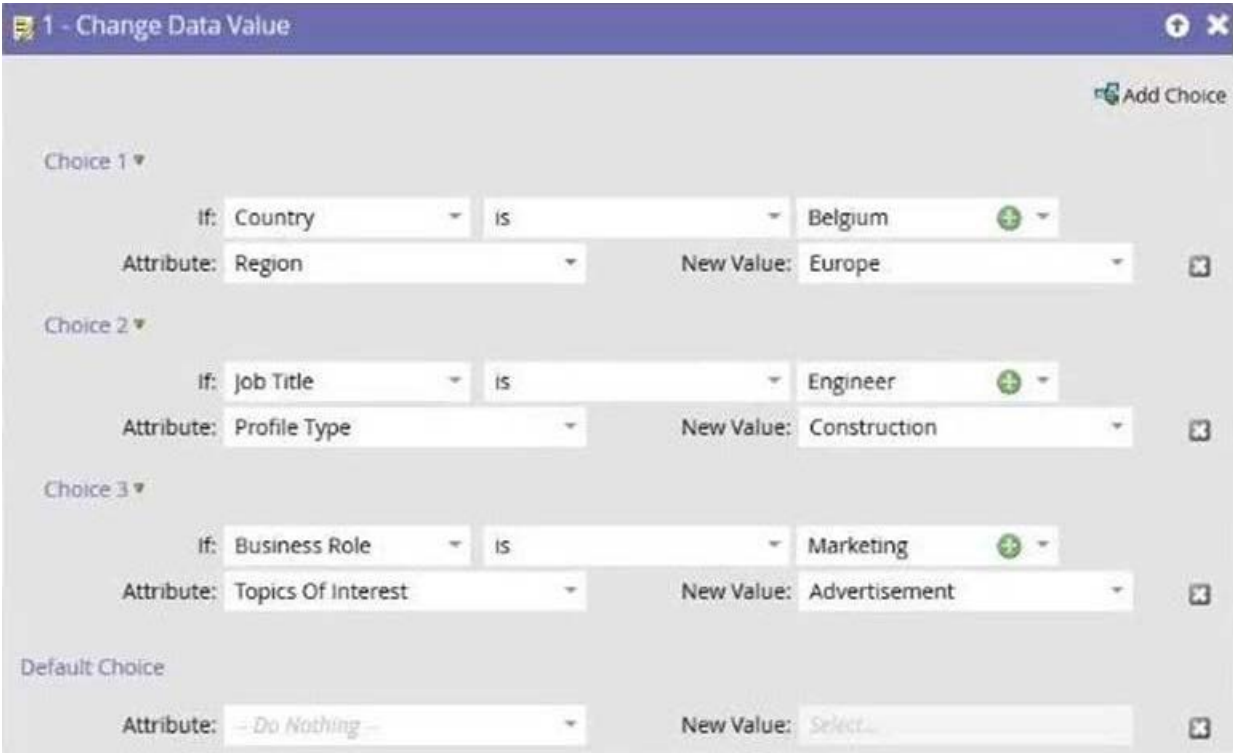 1 - Change Data Value
Add Choice
Choice 1
If: Country is Belgium
Attribute: Region New Value: Europe
Choice 2
If: Job Title is Engineer
Attribute: Profile Type New Value: Construction
Choice 3
If: Business Role is Marketing
Attribute: Topics Of Interest New Value: Advertisement
Default Choice
Attribute: -- Do Nothing -- New Value: Select...